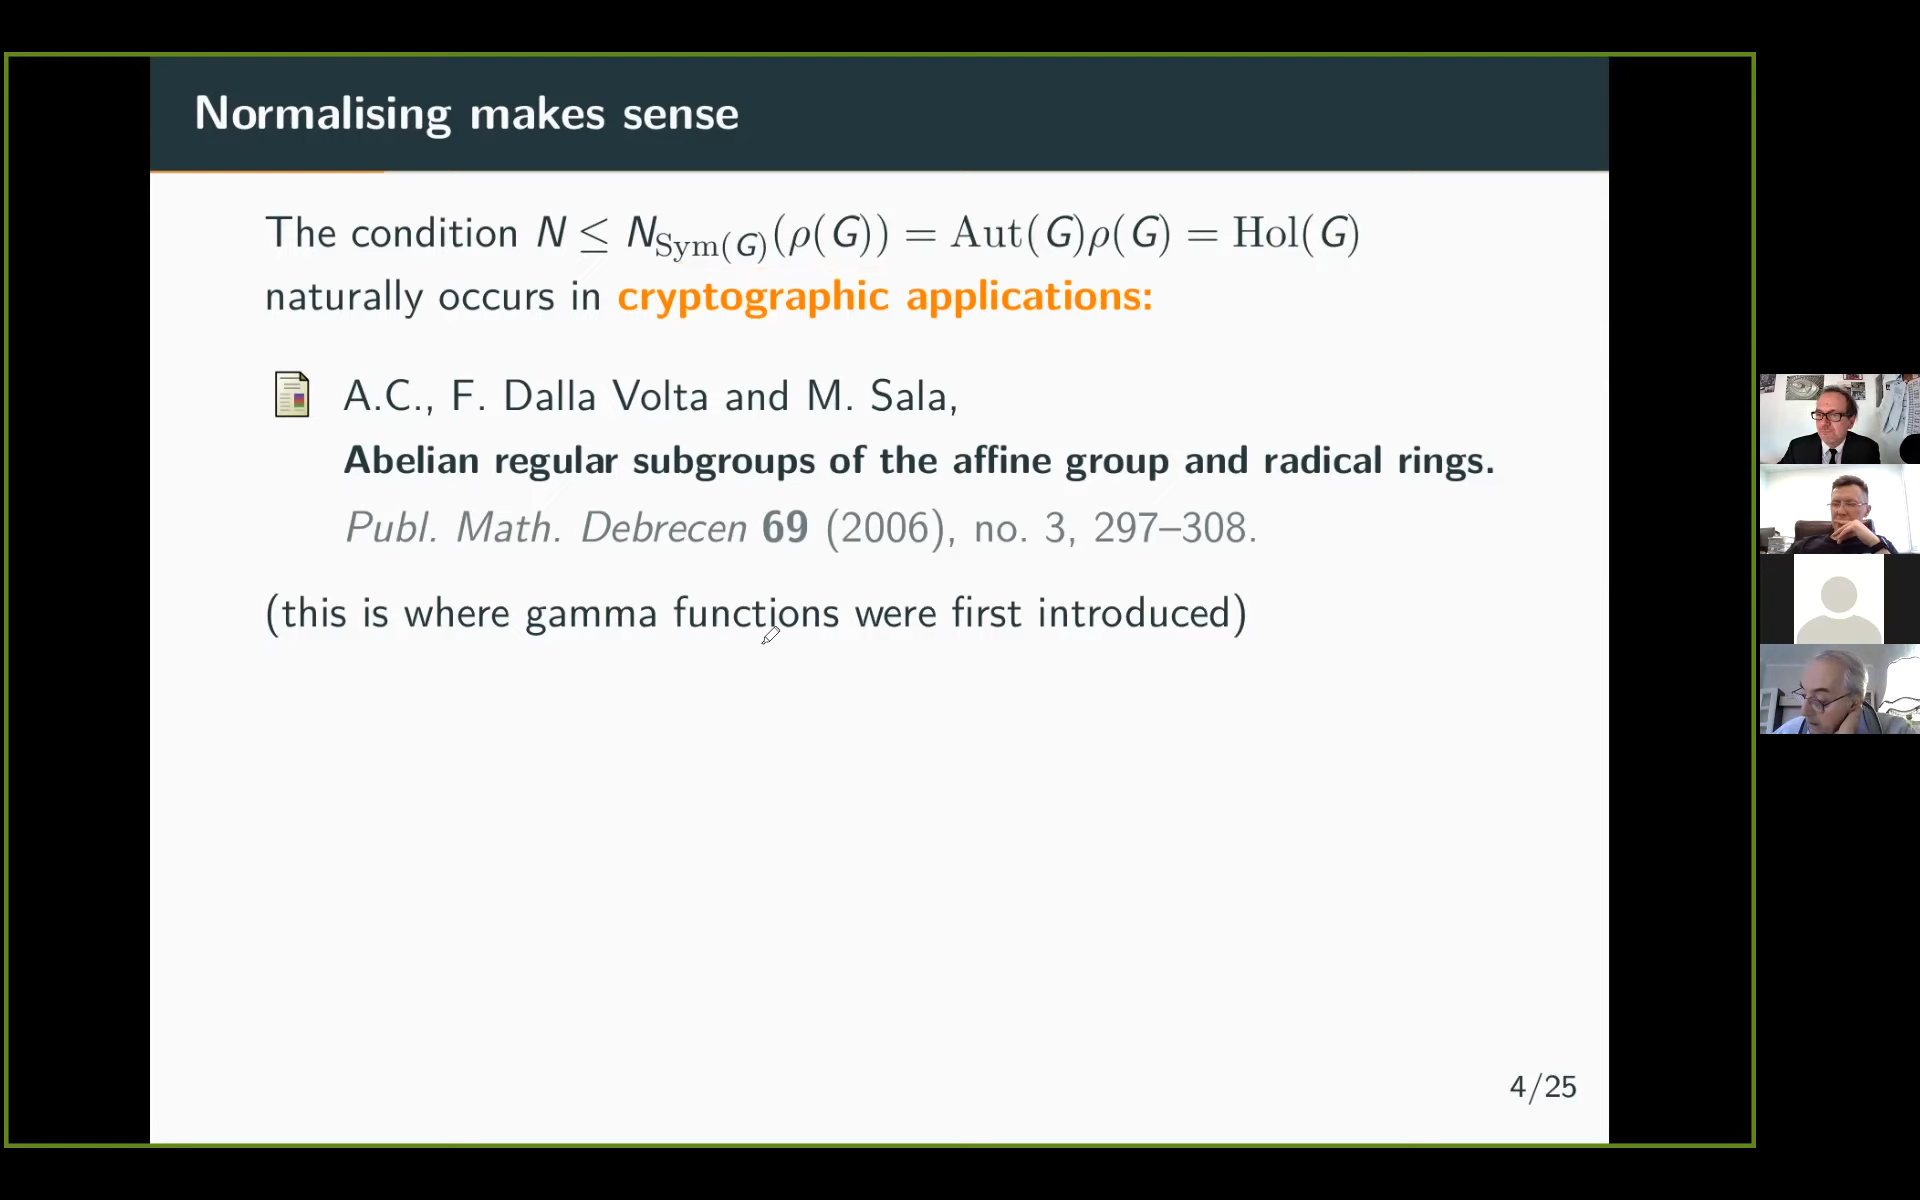 Normalising makes sense
The condition N ≤ N_Sym(G)(ρ(G)) = Aut(G)ρ(G) = Hol(G)
naturally occurs in cryptographic applications:
A.C., F. Dalla Volta and M. Sala,
Abelian regular subgroups of the affine group and radical rings.
Publ. Math. Debrecen 69 (2006), no. 3, 297–308.
(this is where gamma functions were first introduced)
4/25